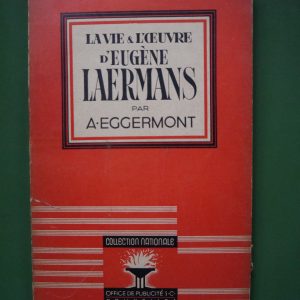 LA VIE & L'ŒUVRE
D'EUGÈNE
LAERMANS
PAR
A·EGGERMONT
COLLECTION NATIONALE
OFFICE DE PUBLICITÉ S·C·